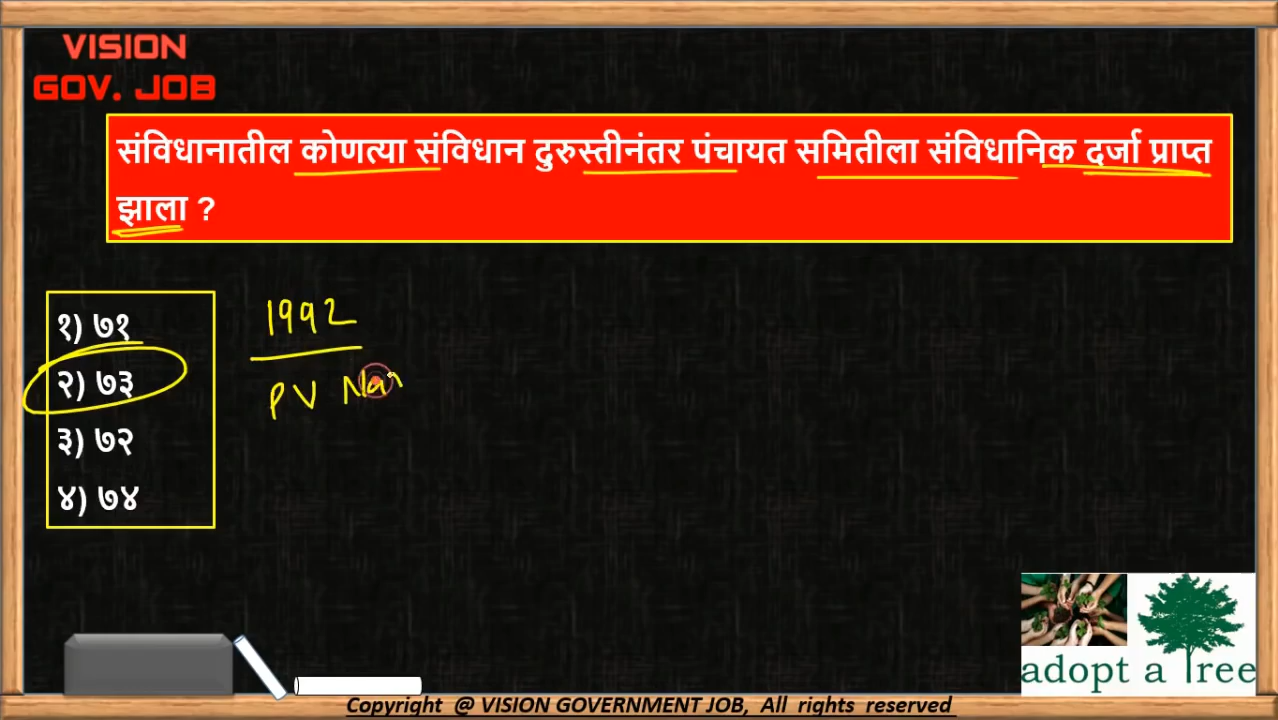 VISION
GOV. JOB
संविधानातील कोणत्या संविधान दुरुस्तीनंतर पंचायत समितीला संविधानिक दर्जा प्राप्त
झाला ?
१) ७१
२) ७३
३) ७२
४) ७४
1992
PV
adopt a Tree
Copyright @ VISION GOVERNMENT JOB, All rights reserved